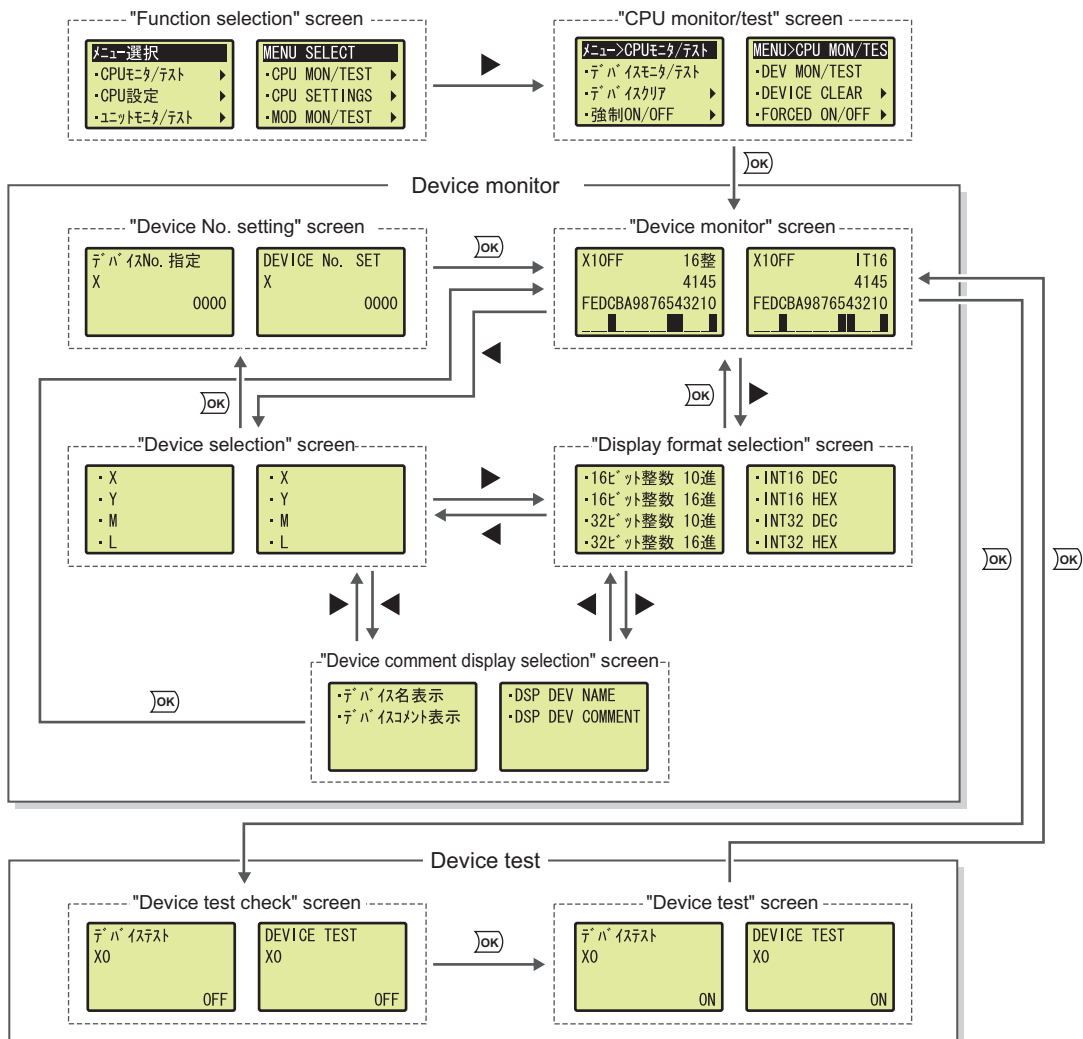 "Function selection" screen
メニュー選択
・CPUモニタ/テスト
・CPU設定
・ユニットモニタ/テスト
MENU SELECT
・CPU MON/TEST
・CPU SETTINGS
・MOD MON/TEST
"CPU monitor/test" screen
メニュー>CPUモニタ/テスト
・デバイスモニタ/テスト
・デバイスクリア
・強制ON/OFF
MENU>CPU MON/TES
・DEV MON/TEST
・DEVICE CLEAR
・FORCED ON/OFF
OK
Device monitor
"Device No. setting" screen
デバイスNo.指定
X
0000
DEVICE No. SET
X
0000
OK
"Device monitor" screen
X10FF 16整
4145
FEDCBA9876543210
X10FF IT16
4145
FEDCBA9876543210
OK
OK
"Device selection" screen
・X
・Y
・M
・L
・X
・Y
・M
・L
"Display format selection" screen
・16ビット整数 10進
・16ビット整数 16進
・32ビット整数 10進
・32ビット整数 16進
・INT16 DEC
・INT16 HEX
・INT32 DEC
・INT32 HEX
OK
OK
"Device comment display selection" screen
・デバイス名表示
・デバイスコメント表示
・DSP DEV NAME
・DSP DEV COMMENT
OK
Device test
"Device test check" screen
デバイステスト
X0
OFF
DEVICE TEST
X0
OFF
OK
"Device test" screen
デバイステスト
X0
ON
DEVICE TEST
X0
ON